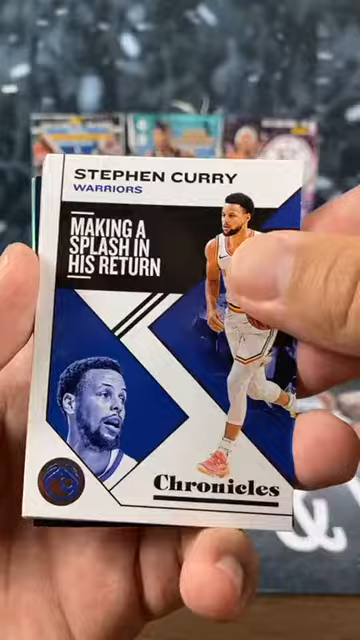 STEPHEN CURRY
WARRIORS
MAKING A
SPLASH IN
HIS RETURN
Chronicles
&